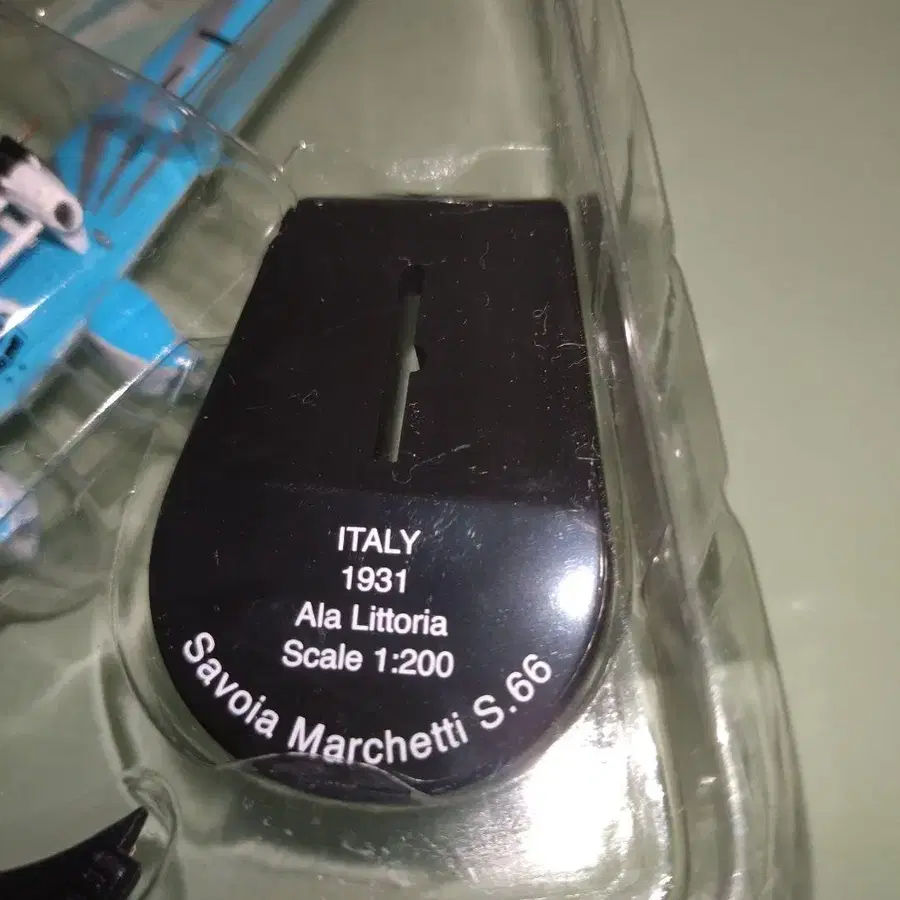 ITALY
1931
Ala Littoria
Scale 1:200
Savoia Marchetti S.66